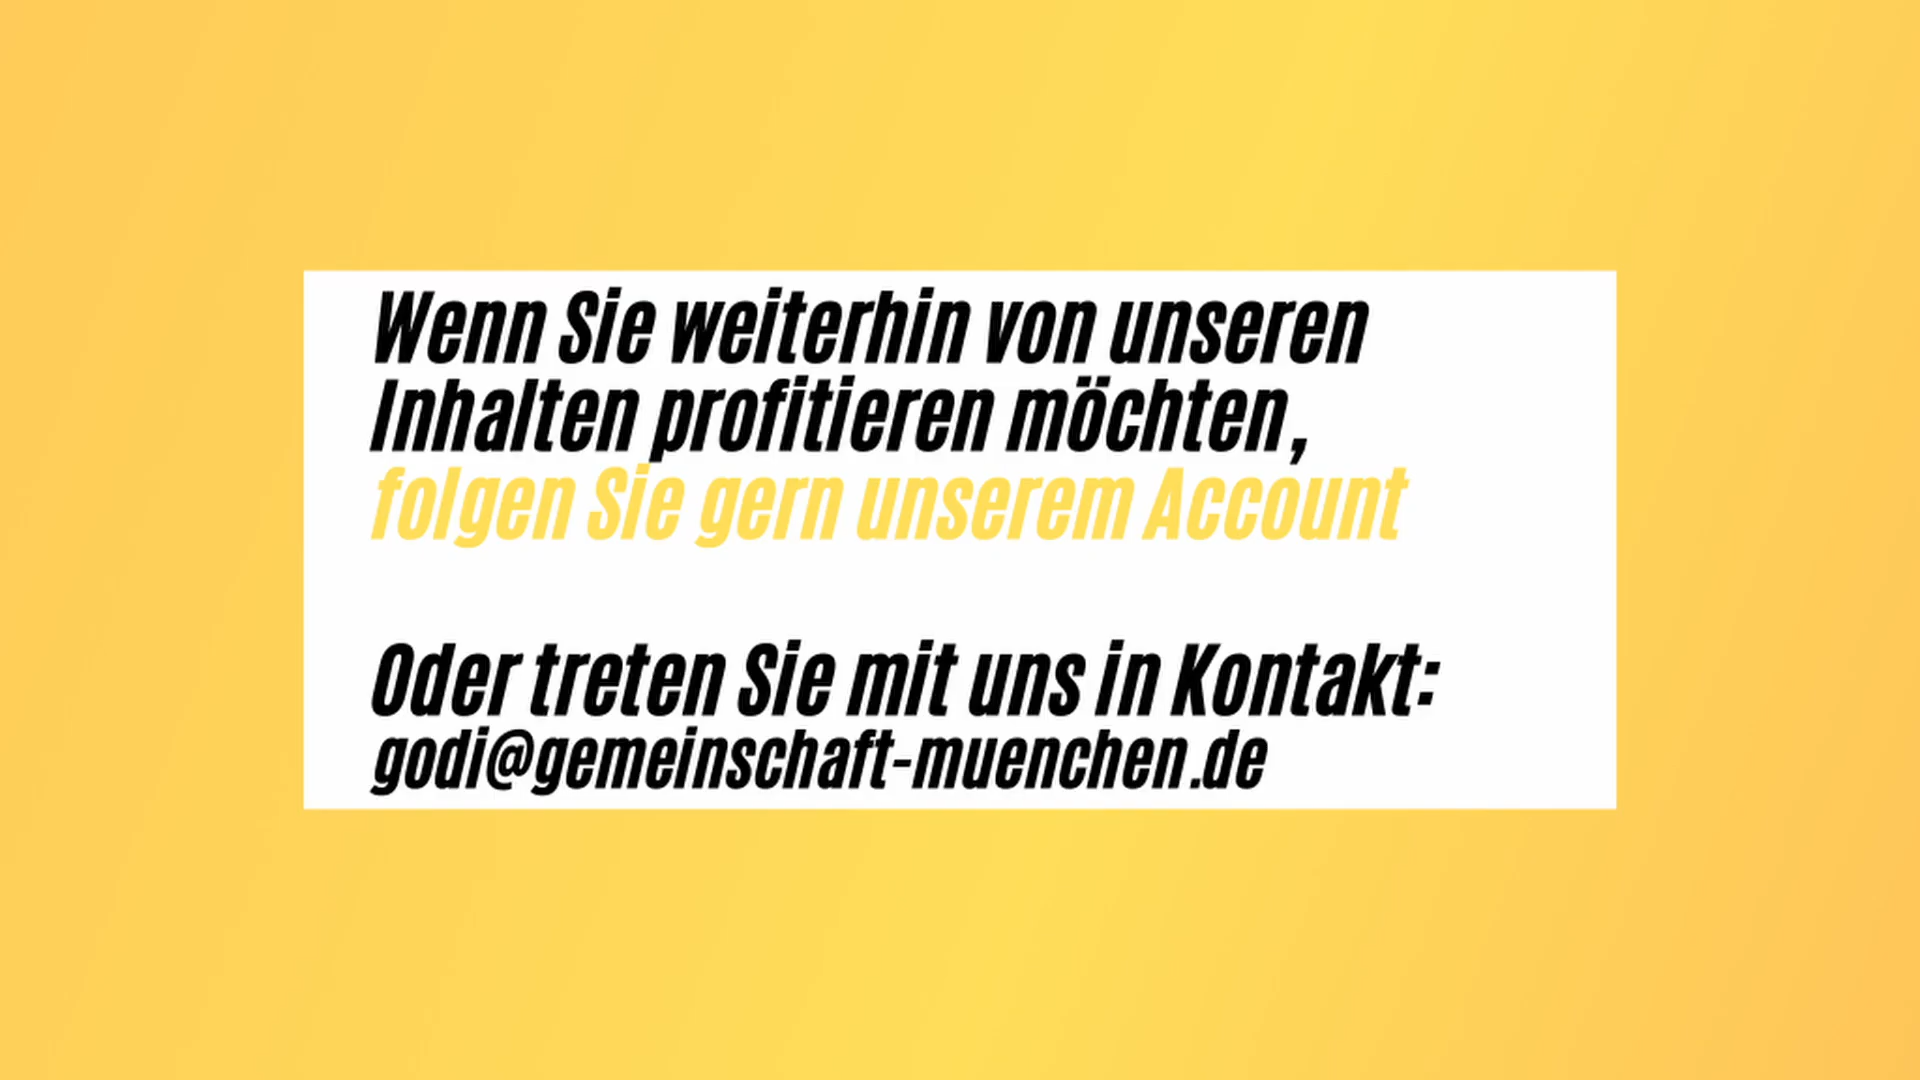 Wenn Sie weiterhin von unseren
Inhalten profitieren möchten,
folgen Sie gern unserem Account
Oder treten Sie mit uns in Kontakt:
godi@gemeinschaft-muenchen.de